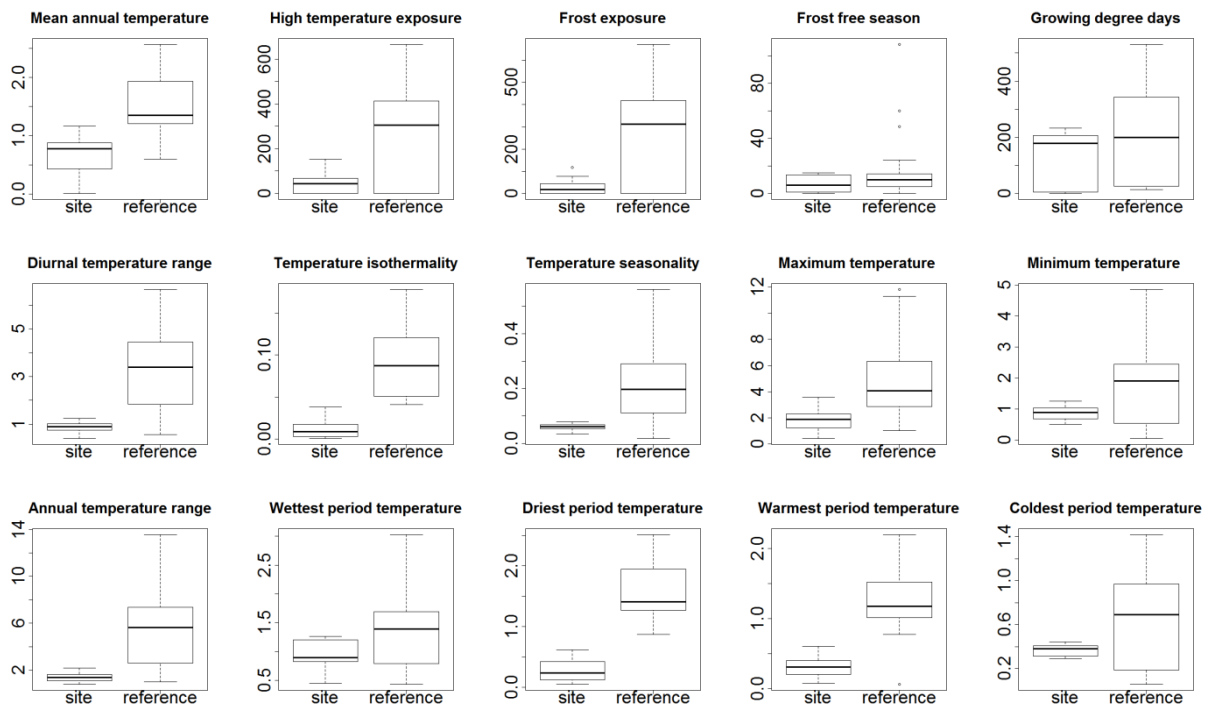 Mean annual temperature
High temperature exposure
Frost exposure
Frost free season
Growing degree days
0.0 1.0 2.0
0 200 400 600
0 200 500
0 40 80
0 200 400
site reference
site reference
site reference
site reference
site reference
Diurnal temperature range
Temperature isothermality
Temperature seasonality
Maximum temperature
Minimum temperature
1 3 5
0.00 0.10
0.0 0.2 0.4
0 2 4 6 8 12
0 1 2 3 4 5
site reference
site reference
site reference
site reference
site reference
Annual temperature range
Wettest period temperature
Driest period temperature
Warmest period temperature
Coldest period temperature
2 6 10 14
0.5 1.5 2.5
0.0 1.0 2.0
0.0 1.0 2.0
0.2 0.6 1.0 1.4
site reference
site reference
site reference
site reference
site reference